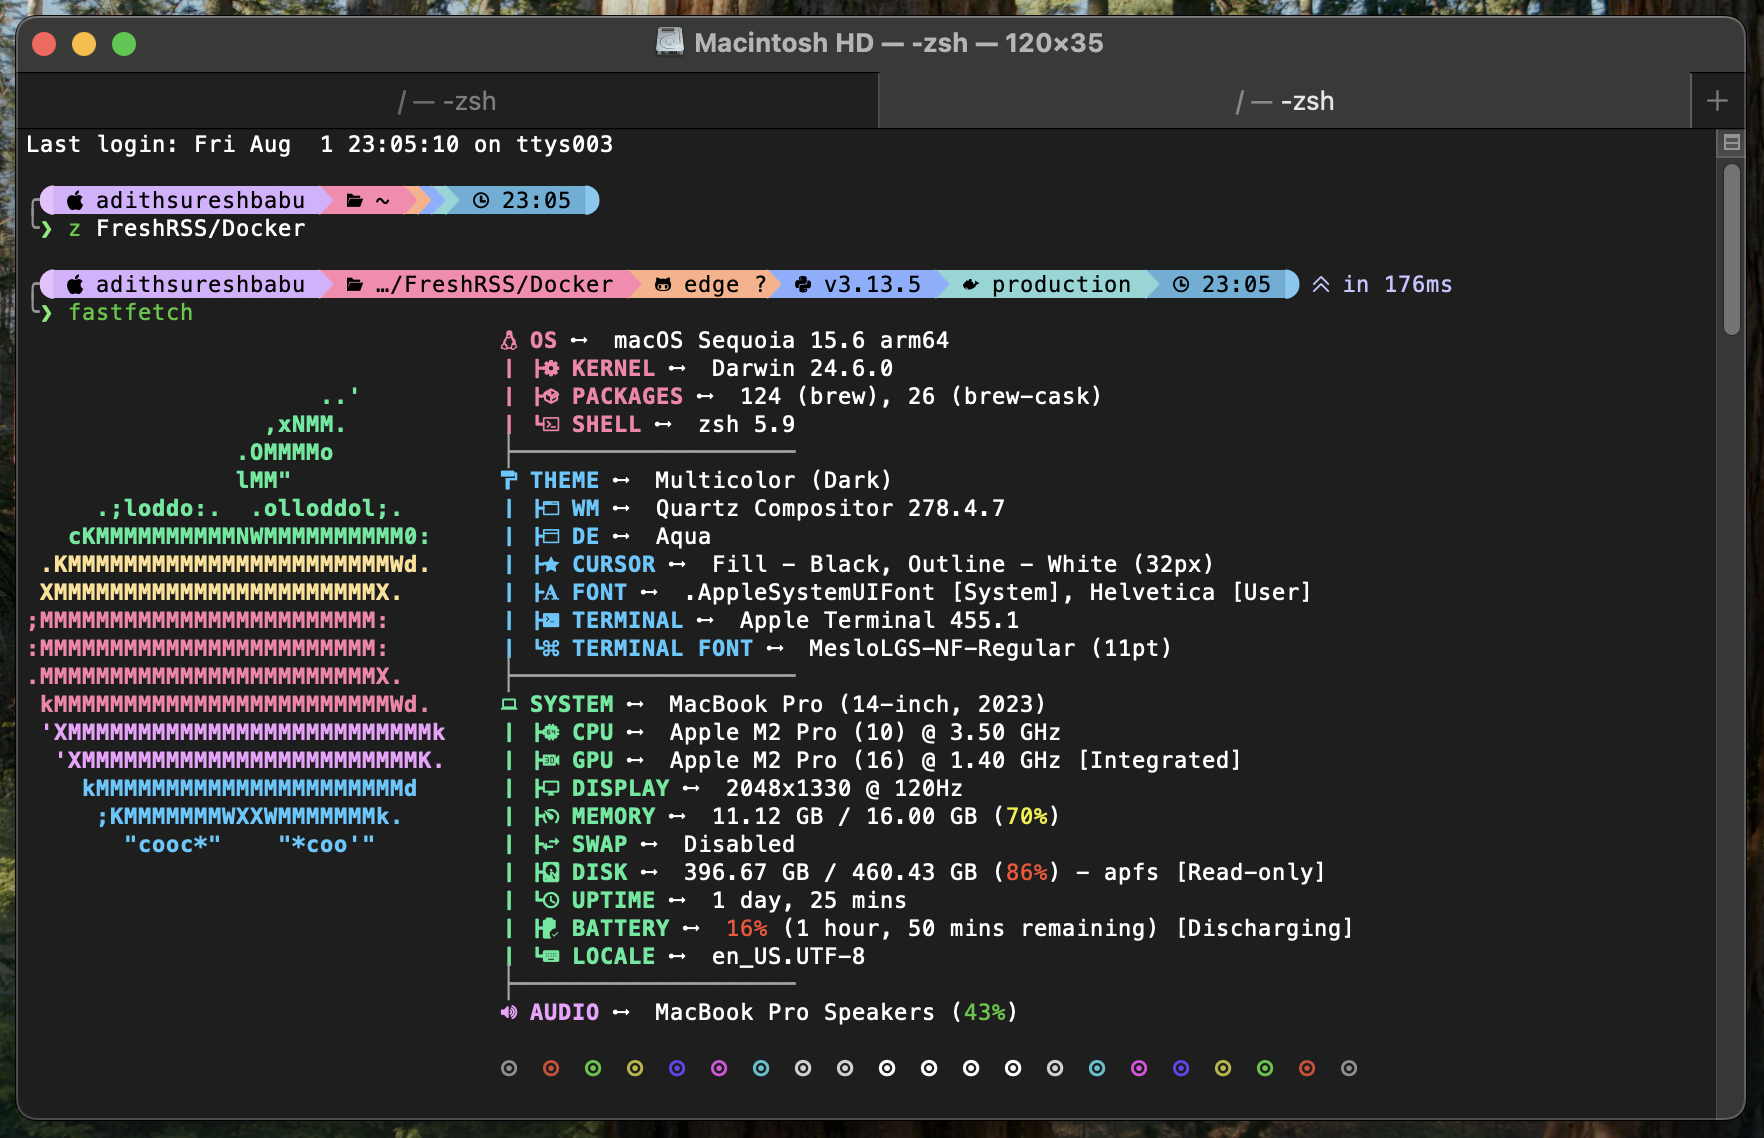 Macintosh HD — -zsh — 120×35
/ — -zsh
/ — -zsh
Last login: Fri Aug  1 23:05:10 on ttys003
adithsureshbabu ~ 23:05
❯ z FreshRSS/Docker
adithsureshbabu …/FreshRSS/Docker edge ? v3.13.5 production 23:05 in 176ms
❯ fastfetch
OS ↔ macOS Sequoia 15.6 arm64
KERNEL ↔ Darwin 24.6.0
..' PACKAGES ↔ 124 (brew), 26 (brew-cask)
,xNMM. SHELL ↔ zsh 5.9
.OMMMMo
lMM" THEME ↔ Multicolor (Dark)
.;loddo:.  .olloddol;. WM ↔ Quartz Compositor 278.4.7
cKMMMMMMMMMMNWMMMMMMMMMM0: DE ↔ Aqua
.KMMMMMMMMMMMMMMMMMMMMMMMWd. CURSOR ↔ Fill - Black, Outline - White (32px)
XMMMMMMMMMMMMMMMMMMMMMMMX. FONT ↔ .AppleSystemUIFont [System], Helvetica [User]
;MMMMMMMMMMMMMMMMMMMMMMMM: TERMINAL ↔ Apple Terminal 455.1
:MMMMMMMMMMMMMMMMMMMMMMMM: TERMINAL FONT ↔ MesloLGS-NF-Regular (11pt)
.MMMMMMMMMMMMMMMMMMMMMMMMX.
kMMMMMMMMMMMMMMMMMMMMMMMMWd. SYSTEM ↔ MacBook Pro (14-inch, 2023)
'XMMMMMMMMMMMMMMMMMMMMMMMMMMk CPU ↔ Apple M2 Pro (10) @ 3.50 GHz
'XMMMMMMMMMMMMMMMMMMMMMMMMK. GPU ↔ Apple M2 Pro (16) @ 1.40 GHz [Integrated]
kMMMMMMMMMMMMMMMMMMMMMMd DISPLAY ↔ 2048x1330 @ 120Hz
;KMMMMMMMWXXWMMMMMMMk. MEMORY ↔ 11.12 GB / 16.00 GB (70%)
"cooc*"    "*coo'" SWAP ↔ Disabled
DISK ↔ 396.67 GB / 460.43 GB (86%) - apfs [Read-only]
UPTIME ↔ 1 day, 25 mins
BATTERY ↔ 16% (1 hour, 50 mins remaining) [Discharging]
LOCALE ↔ en_US.UTF-8
AUDIO ↔ MacBook Pro Speakers (43%)